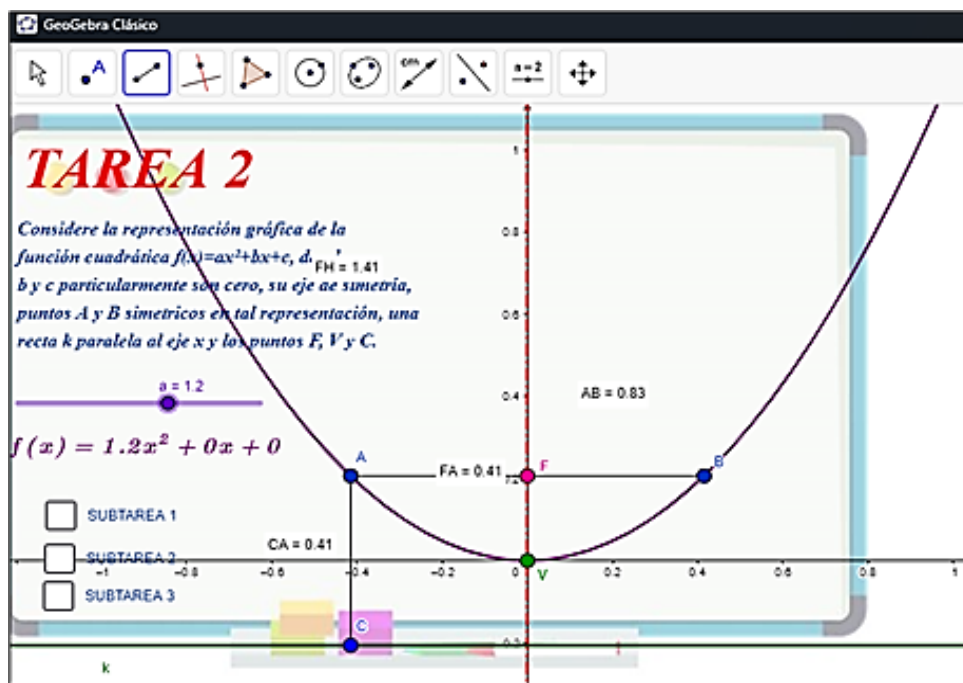 GeoGebra Clásico
A
cm
a = 2
TAREA 2
Considere la representación gráfica de la
función cuadrática f(x)=ax²+bx+c, d
FH = 1.41
b y c particularmente son cero, su eje ae simetría,
puntos A y B simetricos en tal representación, una
recta k paralela al eje x y los puntos F, V y C.
a = 1.2
f(x) = 1.2x² + 0x + 0
SUBTAREA 1
SUBTAREA 2
SUBTAREA 3
1
0.8
0.6
0.4
AB = 0.83
A
FA = 0.41
F
B
CA = 0.41
−1
−0.8
−0.6
−0.4
−0.2
0
V
0.2
0.4
0.6
0.8
1
C
k